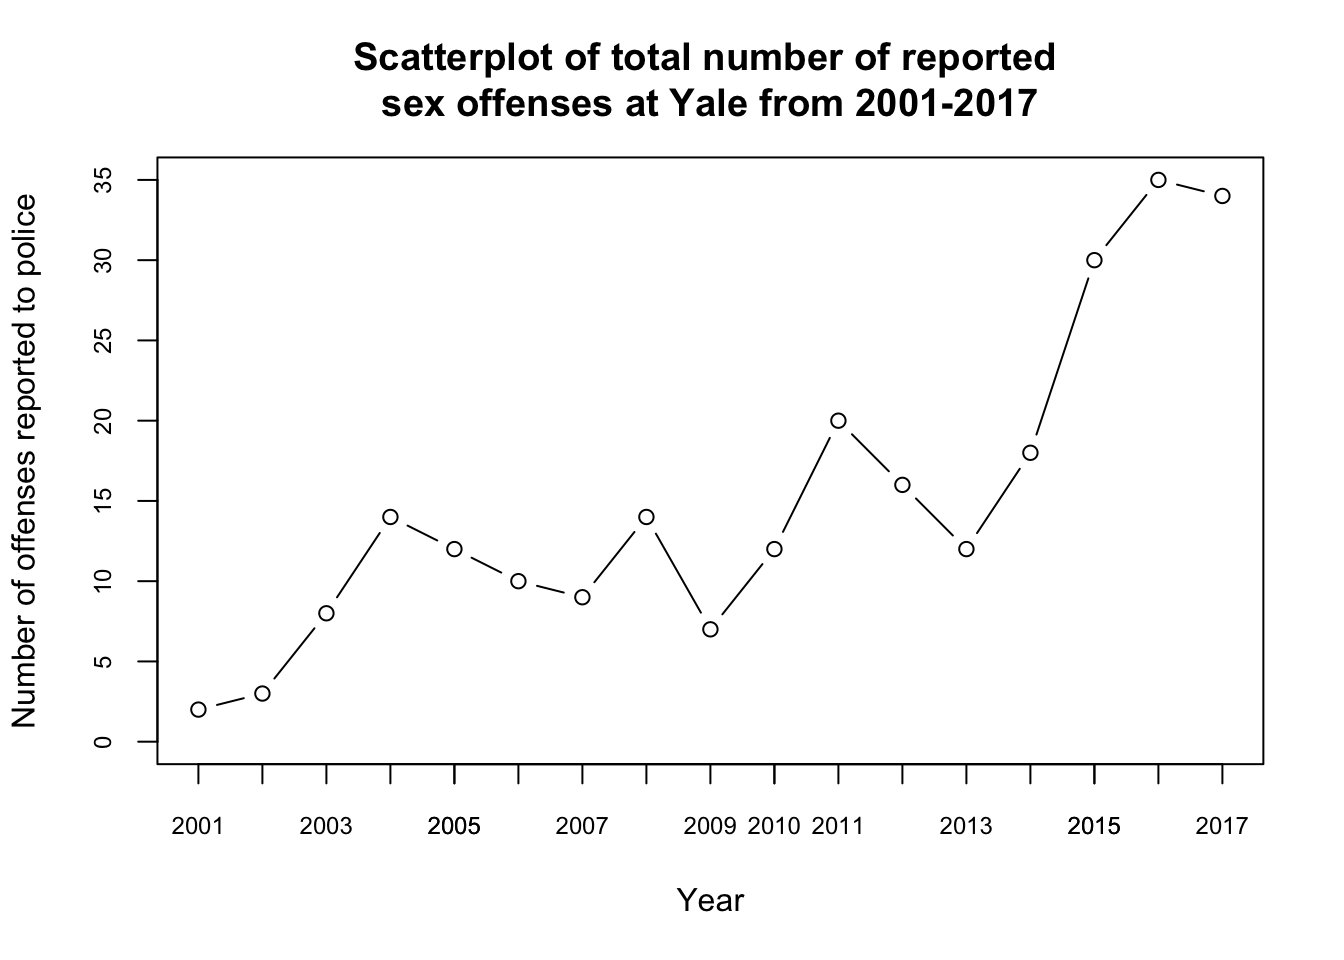 Scatterplot of total number of reported
sex offenses at Yale from 2001-2017
Number of offenses reported to police
35
30
25
20
15
10
5
0
2001 2003 2005 2007 2009 2010 2011 2013 2015 2017
Year